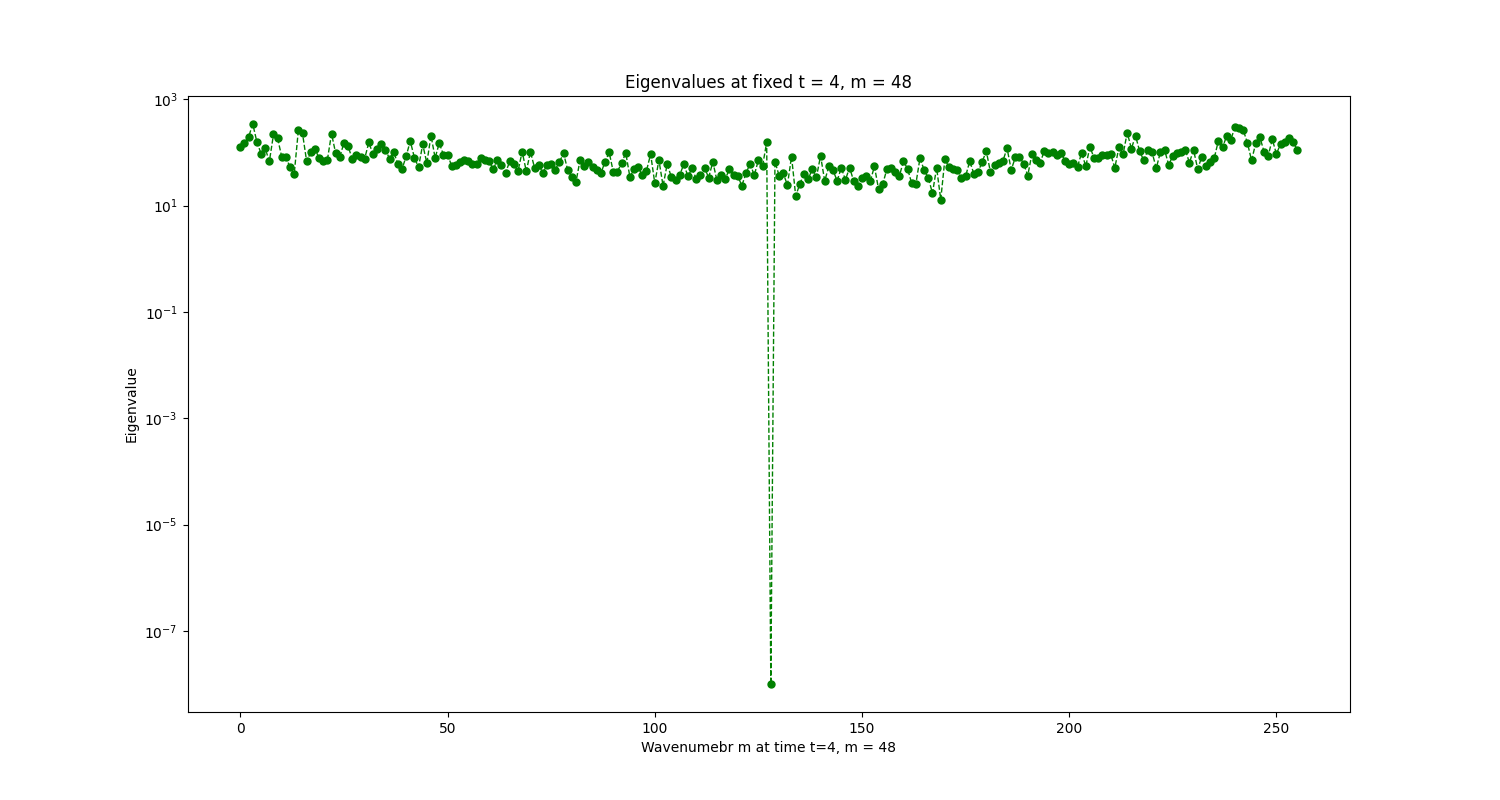 Eigenvalues at fixed t = 4, m = 48
10³
10¹
10⁻¹
10⁻³
10⁻⁵
10⁻⁷
Eigenvalue
0 50 100 150 200 250
Wavenumebr m at time t=4, m = 48